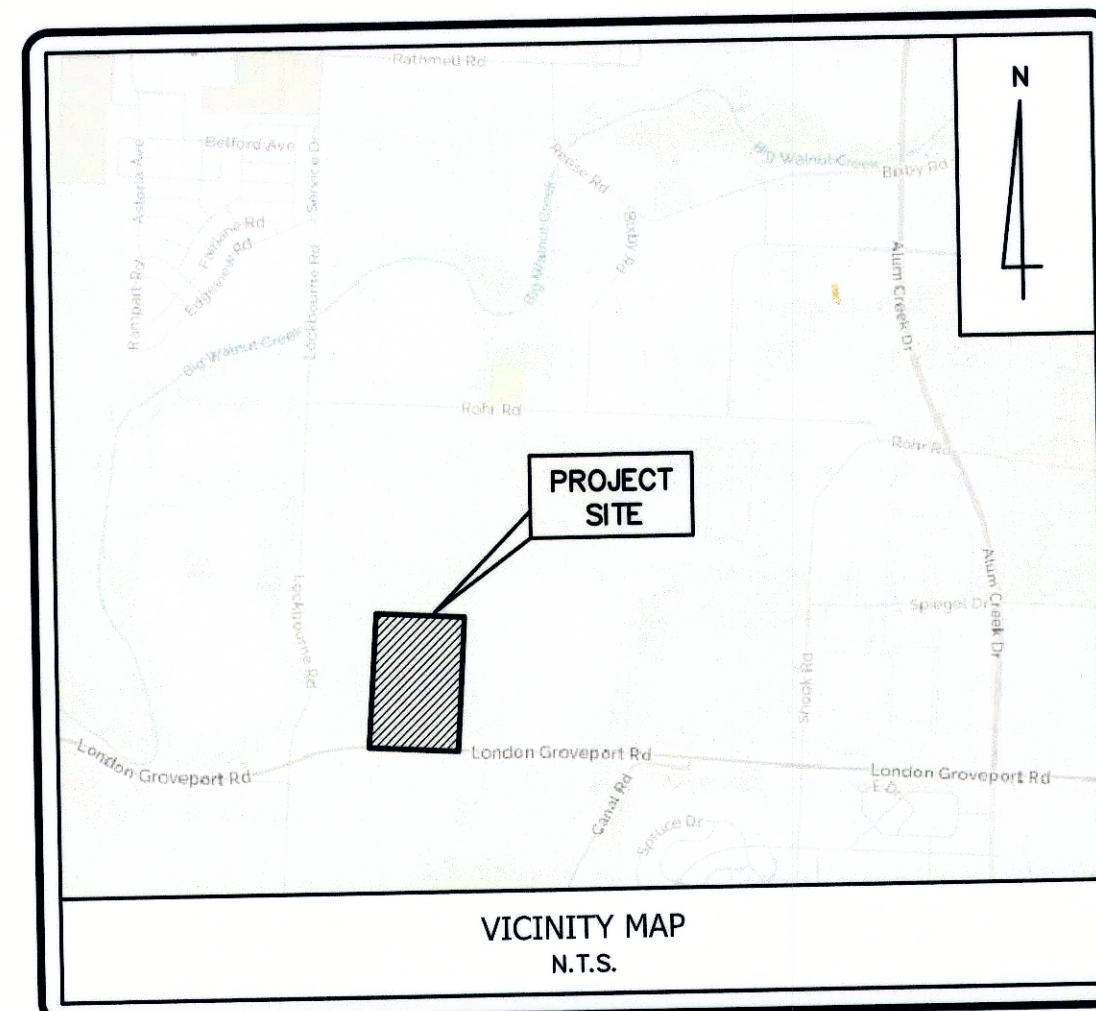 Rathmell Rd
N
Belford Ave
Astoria Ave
Service Dr
Reese Rd
Big Walnut Creek
Bixby Rd
Fairlane Rd
Edgeview Rd
Big Walnut Creek
Bixby Rd
Rampart Rd
Lockbourne Rd
Alum Creek Dr
Big Walnut Creek
Rohr Rd
Rohr Rd
PROJECT
SITE
Lockbourne Rd
Alum Creek Dr
Spiegel Dr
Shook Rd
London Groveport Rd
London Groveport Rd
London Groveport Rd
Canal Rd
Spruce Dr
VICINITY MAP
N.T.S.